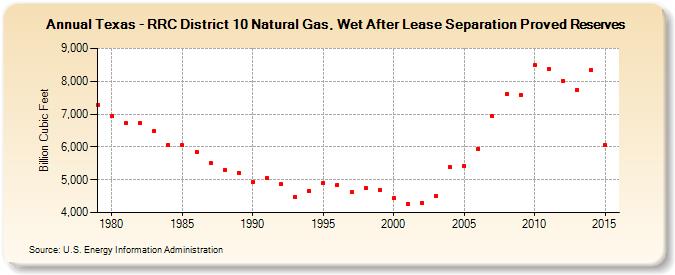 Annual Texas - RRC District 10 Natural Gas, Wet After Lease Separation Proved Reserves
Billion Cubic Feet
9,000
8,000
7,000
6,000
5,000
4,000
1980 1985 1990 1995 2000 2005 2010 2015
Source: U.S. Energy Information Administration